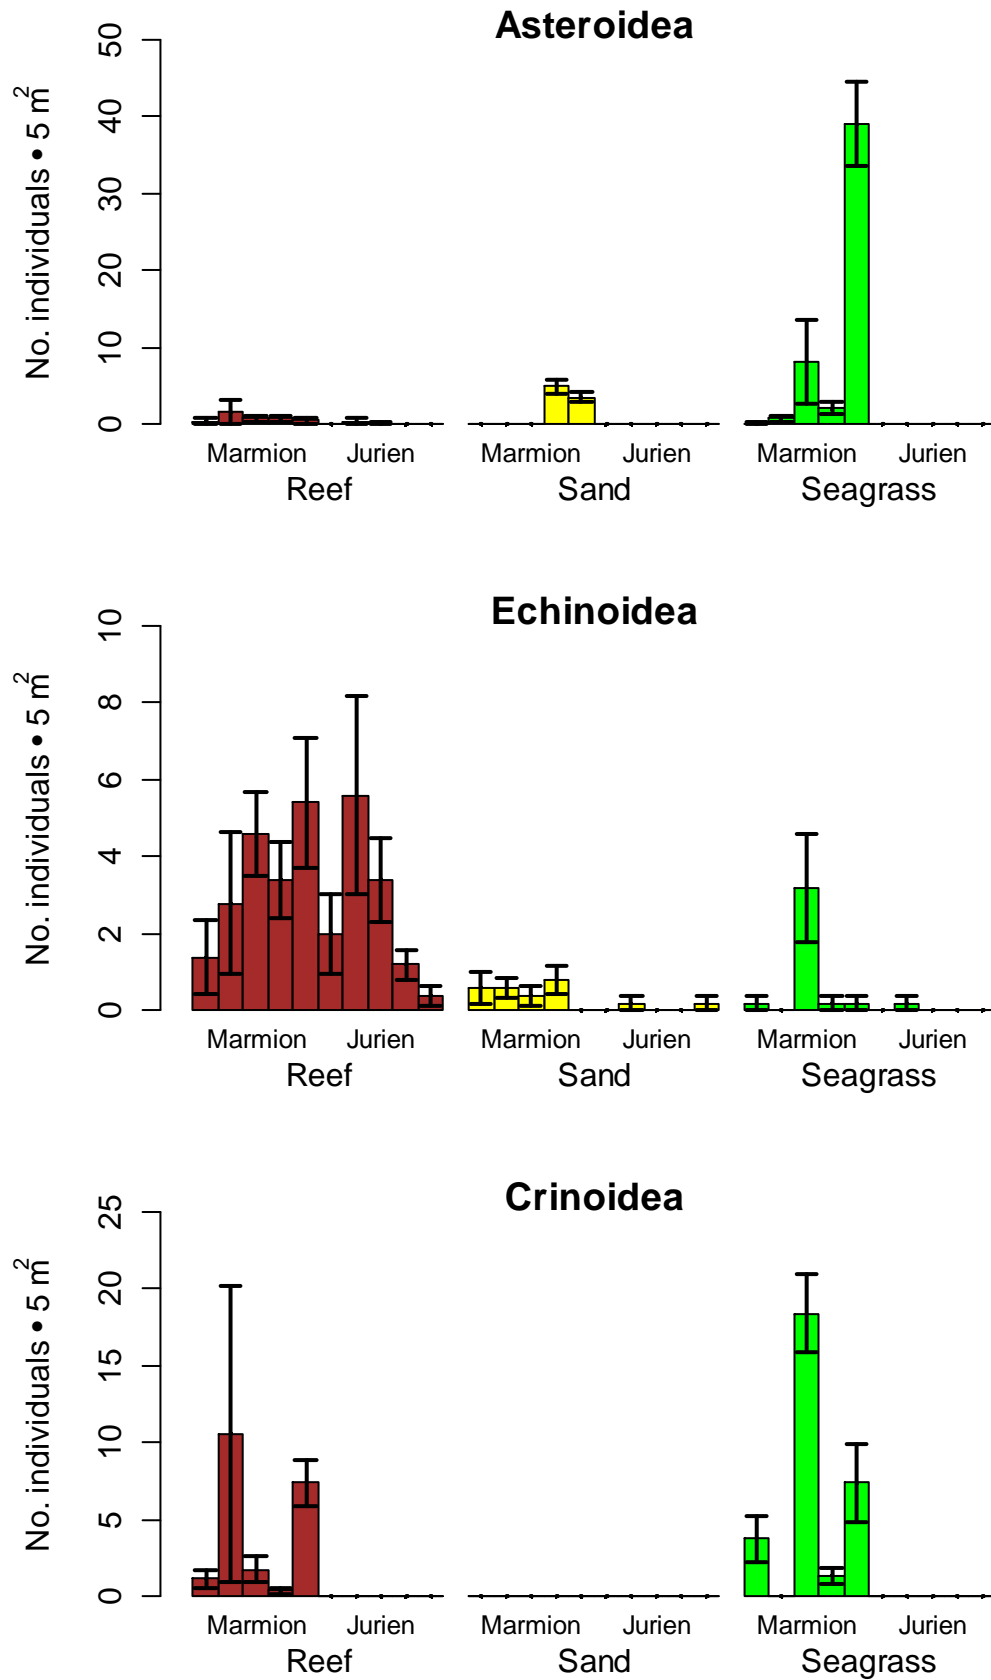 Asteroidea
No. individuals • 5 m²
50
40
30
20
10
0
Marmion Jurien Marmion Jurien Marmion Jurien
Reef Sand Seagrass
Echinoidea
No. individuals • 5 m²
10
8
6
4
2
0
Marmion Jurien Marmion Jurien Marmion Jurien
Reef Sand Seagrass
Crinoidea
No. individuals • 5 m²
25
20
15
10
5
0
Marmion Jurien Marmion Jurien Marmion Jurien
Reef Sand Seagrass